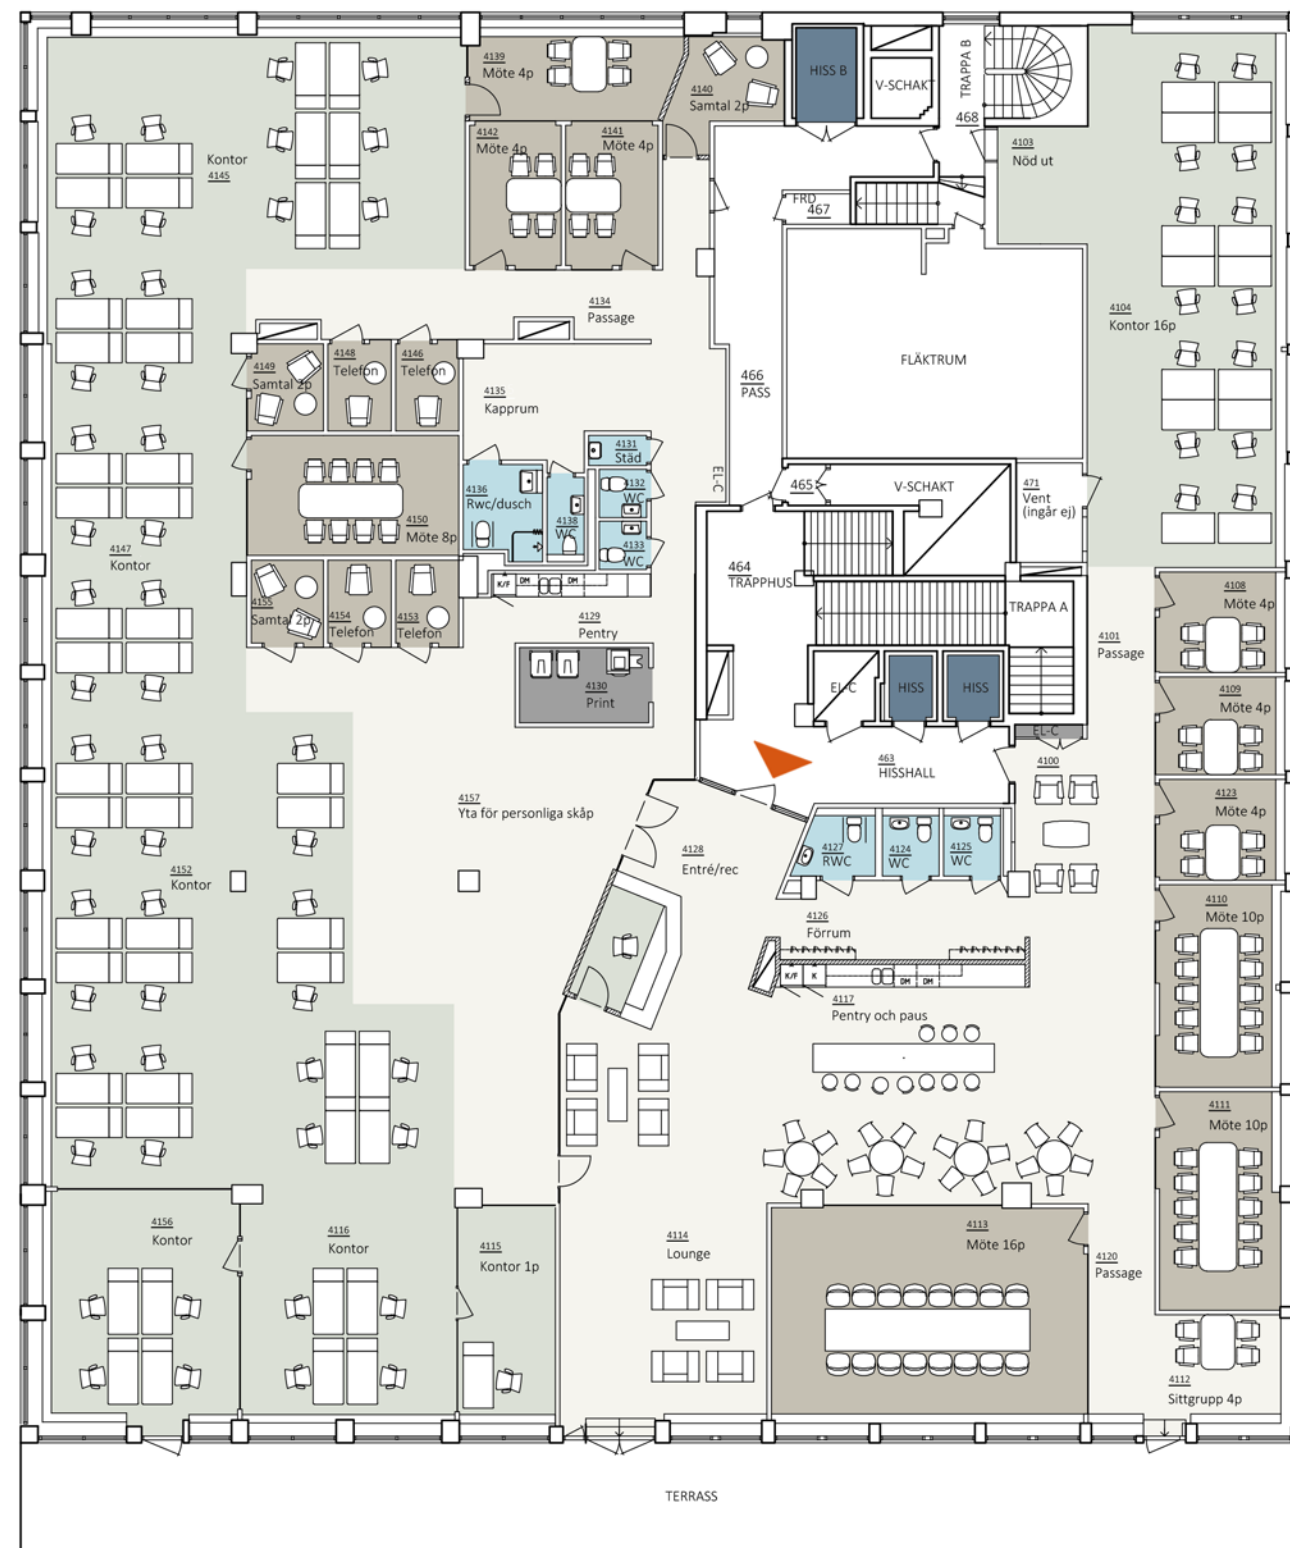 4139
Möte 4p
4140
Samtal 2p
HISS B
V-SCHAKT
TRAPPA B
468
4103
Nöd ut
4142
Möte 4p
4141
Möte 4p
Kontor
4145
FRD
467
4134
Passage
4104
Kontor 16p
FLÄKTRUM
466
PASS
4149
Samtal 2p
4148
Telefon
4146
Telefon
4135
Kapprum
4131
Städ
4132
WC
4133
WC
4136
Rwc/dusch
4138
WC
EL-C
465
V-SCHAKT
471
Vent
(ingår ej)
4150
Möte 8p
4147
Kontor
464
TRAPPHUS
K/F
DM
DM
4155
Samtal 2p
4154
Telefon
4153
Telefon
4129
Pentry
TRAPPA A
4101
Passage
4108
Möte 4p
4130
Print
EL-C
HISS
HISS
4109
Möte 4p
EL-C
463
HISSHALL
4100
4157
Yta för personliga skåp
4123
Möte 4p
4128
Entré/rec
4127
RWC
4124
WC
4125
WC
4152
Kontor
4110
Möte 10p
4126
Förrum
K/F
K
DM
DM
4117
Pentry och paus
4111
Möte 10p
4156
Kontor
4116
Kontor
4115
Kontor 1p
4114
Lounge
4113
Möte 16p
4120
Passage
4112
Sittgrupp 4p
TERRASS